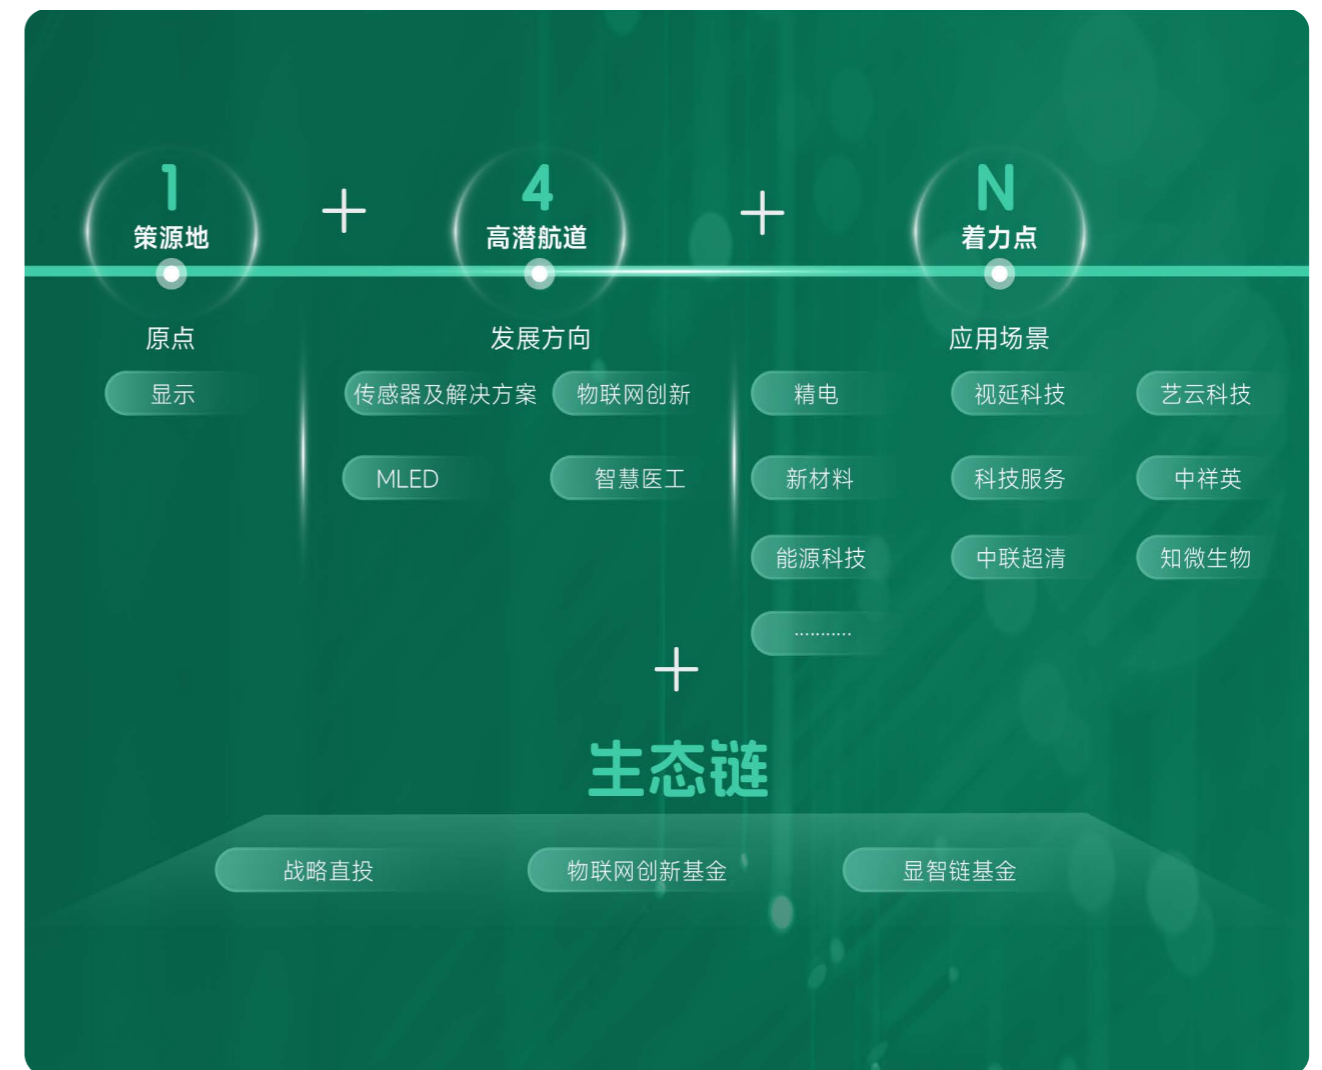 1
策源地
4
高潜航道
N
着力点
原点
发展方向
应用场景
显示
传感器及解决方案
物联网创新
精电
视延科技
艺云科技
MLED
智慧医工
新材料
科技服务
中祥英
能源科技
中联超清
知微生物
...........
生态链
战略直投
物联网创新基金
显智链基金